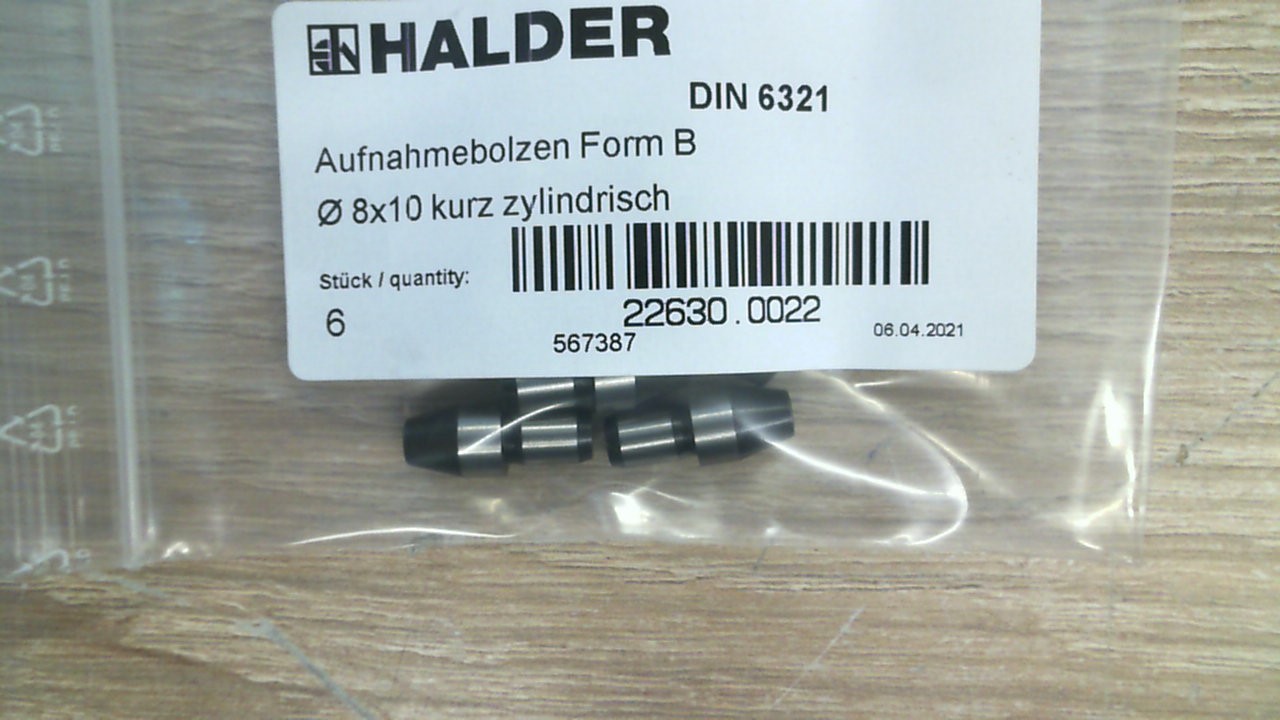 HALDER
DIN 6321
Aufnahmebolzen Form B
Ø 8x10 kurz zylindrisch
Stück / quantity:
6
22630.0022
567387
06.04.2021